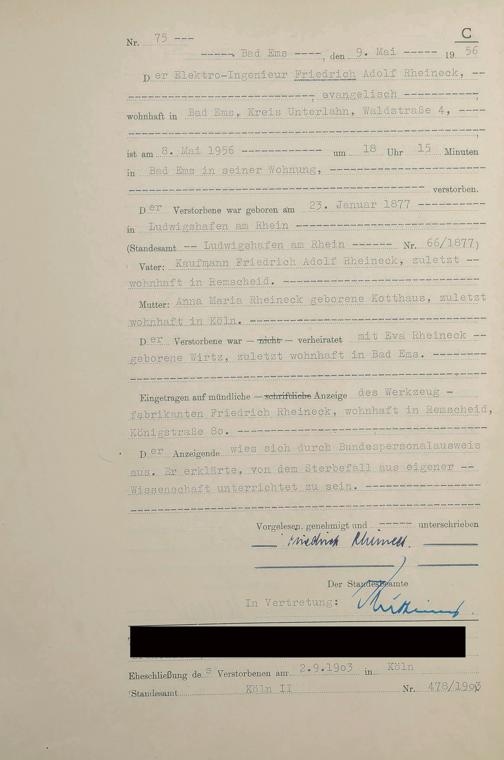 C
Nr. 75 ---
-----, Bad Ems ----, den 9. Mai ----- 19 56
Der Elektro-Ingenieur Friedrich Adolf Rheineck, --
---------------------------, evangelisch -----------
wohnhaft in Bad Ems, Kreis Unterlahn, Waldstraße 4, ----
ist am 8. Mai 1956 ------------ um 18 Uhr 15 Minuten
in Bad Ems in seiner Wohnung, --------------------
---------------------------------------- verstorben.
Der Verstorbene war geboren am 23. Januar 1877 ----------
in Ludwigshafen am Rhein ------------------------
(Standesamt -- Ludwigshafen am Rhein ------ Nr. 66/1877)
Vater: Kaufmann Friedrich Adolf Rheineck, zuletzt --
wohnhaft in Remscheid. --------------------------
Mutter: Anna Maria Rheineck geborene Kotthaus, zuletzt
wohnhaft in Köln. -------------------------------
Der Verstorbene war — nicht — verheiratet mit Eva Rheineck --
geborene Wirtz, zuletzt wohnhaft in Bad Ems. --------
Eingetragen auf mündliche — schriftliche Anzeige des Werkzeug -
fabrikanten Friedrich Rheineck, wohnhaft in Remscheid,
Königstraße 80. --------------------------------
Der Anzeigende wies sich durch Bundespersonalausweis
aus. Er erklärte, von dem Sterbefall aus eigener --
Wissenschaft unterrichtet zu sein. ----------------
Vorgelesen, genehmigt und ----- unterschrieben
Friedrich Rheineck.
Der Standesbeamte
In Vertretung:
Eheschließung des Verstorbenen am 2.9.1903 in Köln
Standesamt Köln II Nr. 478/1903